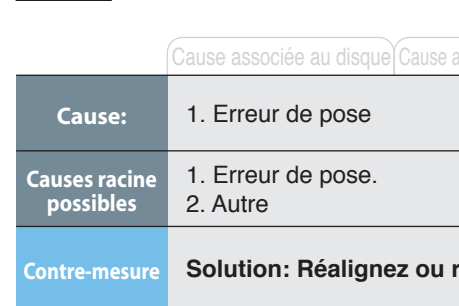 Cause associée au disque Cause
Cause: 1. Erreur de pose
Causes racine possibles
1. Erreur de pose.
2. Autre
Contre-mesure Solution: Réalignez ou